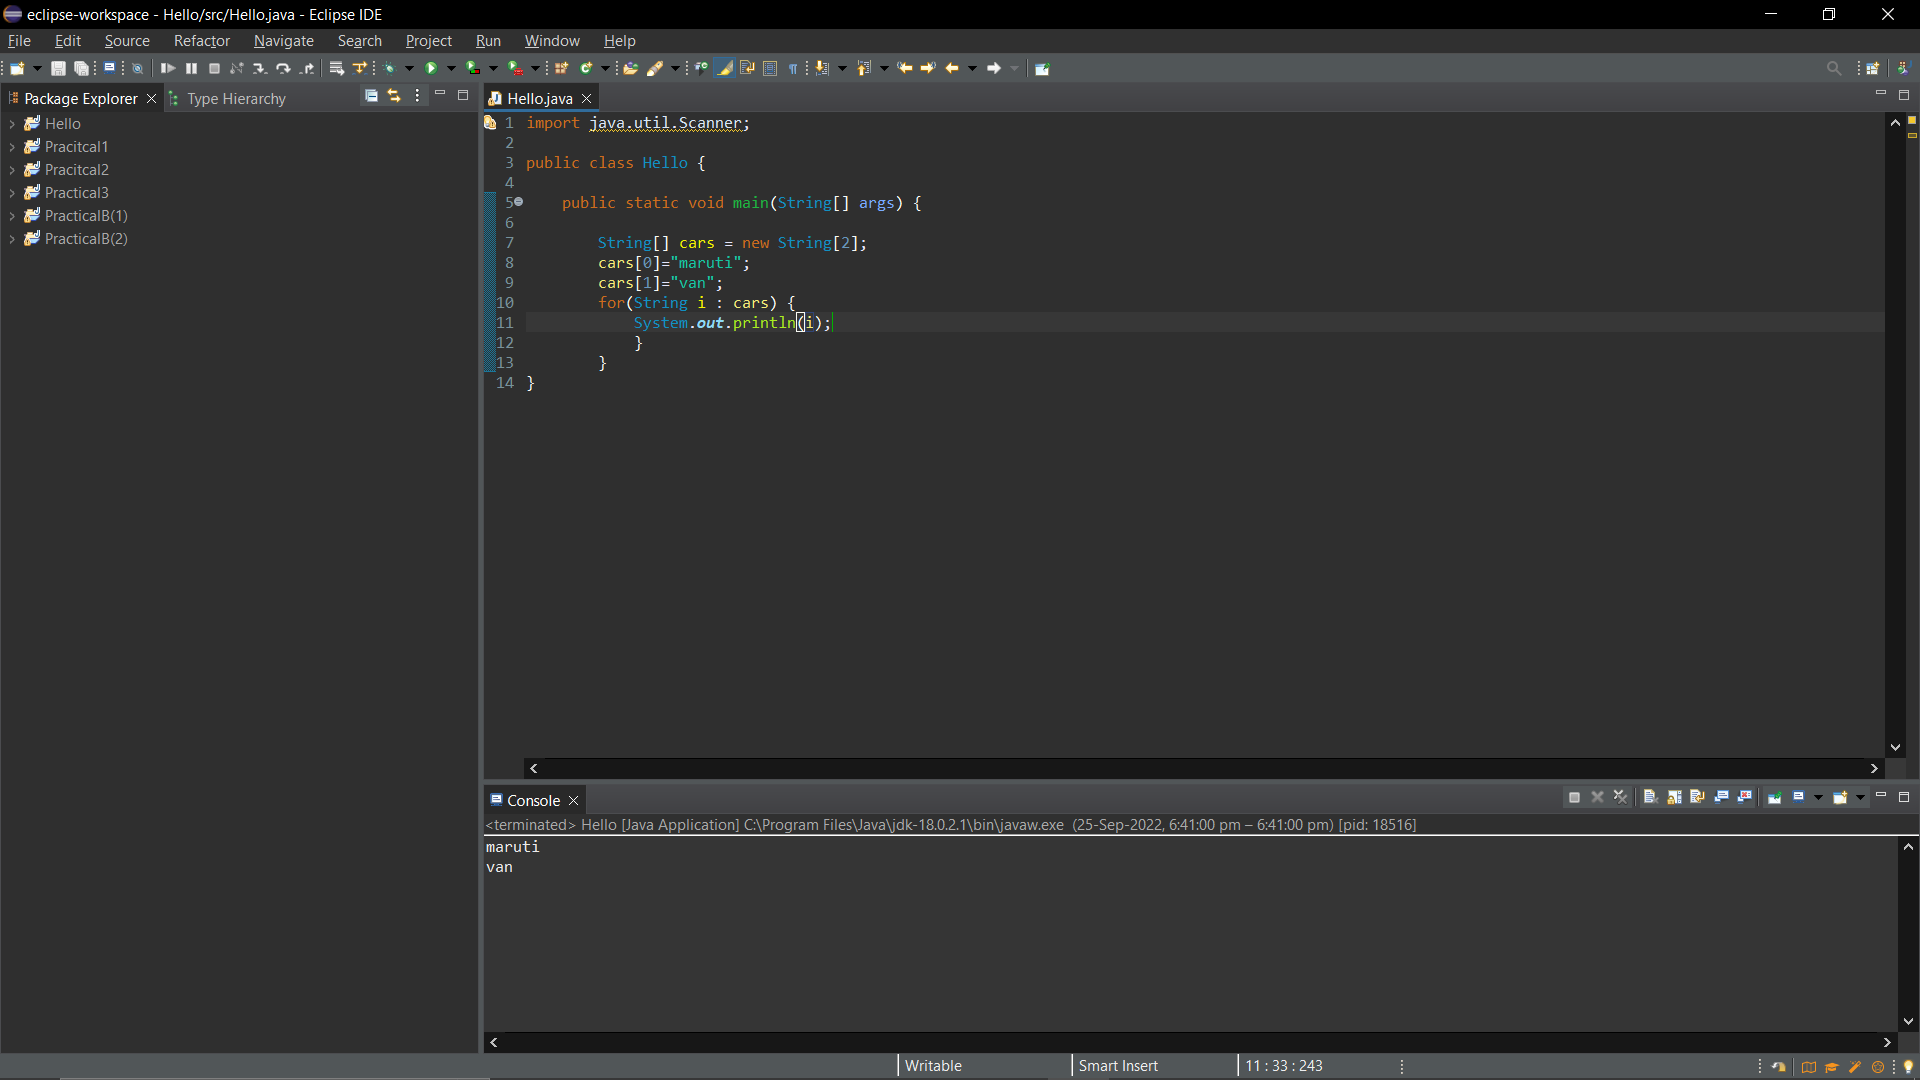 eclipse-workspace - Hello/src/Hello.java - Eclipse IDE
File Edit Source Refactor Navigate Search Project Run Window Help
Package Explorer Type Hierarchy
Hello
Pracitcal1
Pracitcal2
Practical3
PracticalB(1)
PracticalB(2)
Hello.java
1 import java.util.Scanner;
2
3 public class Hello {
4
5 public static void main(String[] args) {
6
7 String[] cars = new String[2];
8 cars[0]="maruti";
9 cars[1]="van";
10 for(String i : cars) {
11 System.out.println(i);
12 }
13 }
14 }
Console
<terminated> Hello [Java Application] C:\Program Files\Java\jdk-18.0.2.1\bin\javaw.exe (25-Sep-2022, 6:41:00 pm – 6:41:00 pm) [pid: 18516]
maruti
van
Writable Smart Insert 11 : 33 : 243